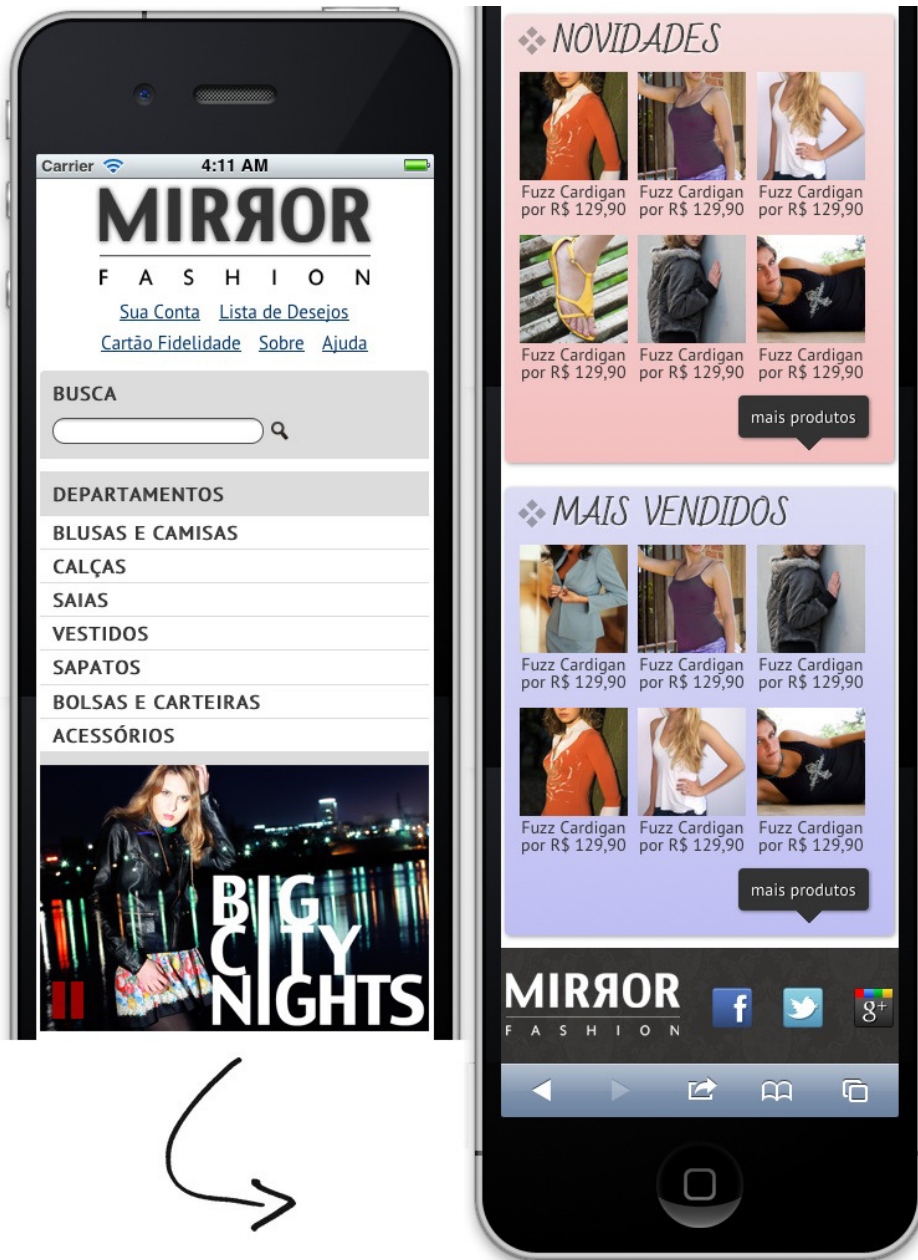 Carrier 4:11 AM
MIRЯOR
FASHION
Sua Conta Lista de Desejos
Cartão Fidelidade Sobre Ajuda
BUSCA
DEPARTAMENTOS
BLUSAS E CAMISAS
CALÇAS
SAIAS
VESTIDOS
SAPATOS
BOLSAS E CARTEIRAS
ACESSÓRIOS
BIG
CITY
NIGHTS
NOVIDADES
Fuzz Cardigan Fuzz Cardigan Fuzz Cardigan
por R$ 129,90 por R$ 129,90 por R$ 129,90
Fuzz Cardigan Fuzz Cardigan Fuzz Cardigan
por R$ 129,90 por R$ 129,90 por R$ 129,90
mais produtos
MAIS VENDIDOS
Fuzz Cardigan Fuzz Cardigan Fuzz Cardigan
por R$ 129,90 por R$ 129,90 por R$ 129,90
Fuzz Cardigan Fuzz Cardigan Fuzz Cardigan
por R$ 129,90 por R$ 129,90 por R$ 129,90
mais produtos
MIRЯOR
FASHION
f
g+